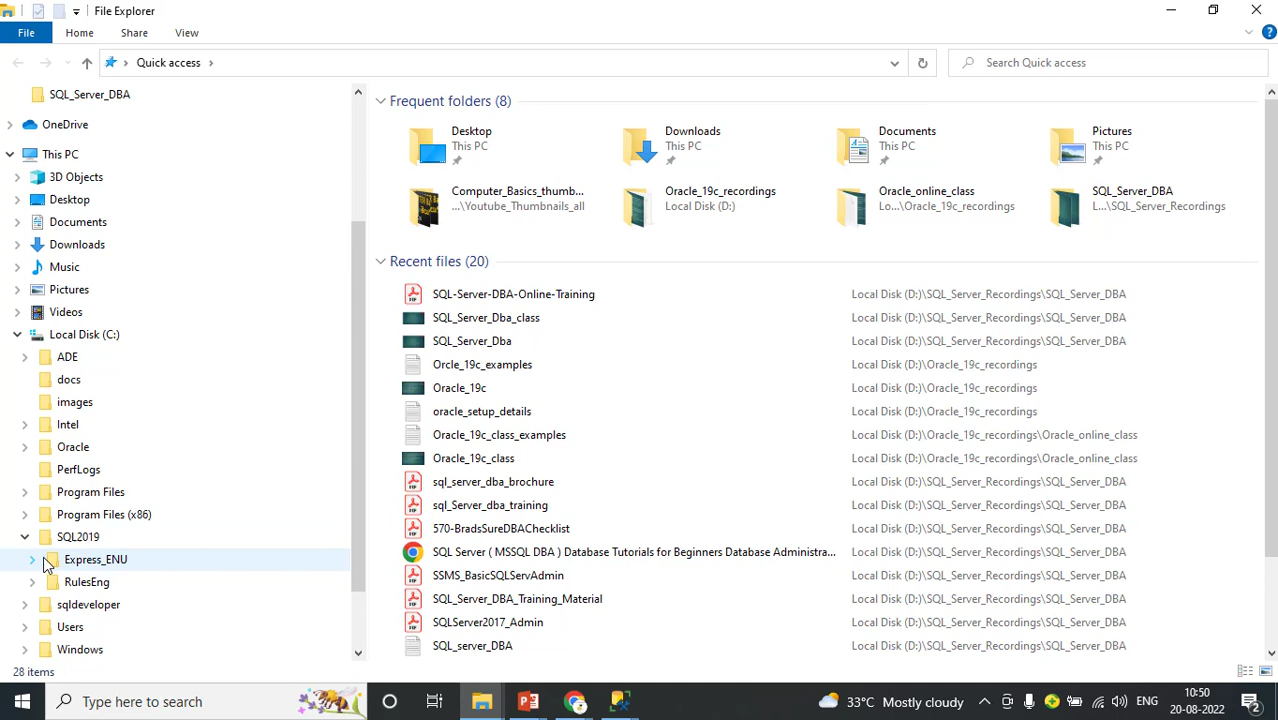 File Explorer
File Home Share View
Quick access
Search Quick access
SQL_Server_DBA
OneDrive
This PC
3D Objects
Desktop
Documents
Downloads
Music
Pictures
Videos
Local Disk (C:)
ADE
docs
images
Intel
Oracle
PerfLogs
Program Files
Program Files (x86)
SQL2019
Express_ENU
RulesEng
sqldeveloper
Users
Windows
28 items
Frequent folders (8)
Desktop
This PC
Downloads
This PC
Documents
This PC
Pictures
This PC
Computer_Basics_thumb...
...\Youtube_Thumbnails_all
Oracle_19c_recordings
Local Disk (D:)
Oracle_online_class
Lo...\Oracle_19c_recordings
SQL_Server_DBA
L...\SQL_Server_Recordings
Recent files (20)
SQL-Server-DBA-Online-Training Local Disk (D:)\SQL_Server_Recordings\SQL_Server_DBA
SQL_Server_Dba_class Local Disk (D:)\SQL_Server_Recordings\SQL_Server_DBA
SQL_Server_Dba Local Disk (D:)\SQL_Server_Recordings\SQL_Server_DBA
Orcle_19c_examples Local Disk (D:)\Oracle_19c_recordings
Oracle_19c Local Disk (D:)\Oracle_19c_recordings
oracle_setup_details Local Disk (D:)\Oracle_19c_recordings
Oracle_19c_class_examples Local Disk (D:)\Oracle_19c_recordings\Oracle_online_class
Oracle_19c_class Local Disk (D:)\Oracle_19c_recordings\Oracle_online_class
sql_server_dba_brochure Local Disk (D:)\SQL_Server_Recordings\SQL_Server_DBA
sql_Server_dba_training Local Disk (D:)\SQL_Server_Recordings\SQL_Server_DBA
570-BradsSureDBAChecklist Local Disk (D:)\SQL_Server_Recordings\SQL_Server_DBA
SQL Server ( MSSQL DBA ) Database Tutorials for Beginners Database Administra... Local Disk (D:)\SQL_Server_Recordings\SQL_Server_DBA
SSMS_BasicSQLServAdmin Local Disk (D:)\SQL_Server_Recordings\SQL_Server_DBA
SQL_Server_DBA_Training_Material Local Disk (D:)\SQL_Server_Recordings\SQL_Server_DBA
SQLServer2017_Admin Local Disk (D:)\SQL_Server_Recordings\SQL_Server_DBA
SQL_server_DBA Local Disk (D:)\SQL_Server_Recordings\SQL_Server_DBA
Type here to search
33°C Mostly cloudy
ENG
10:50
20-08-2022
2